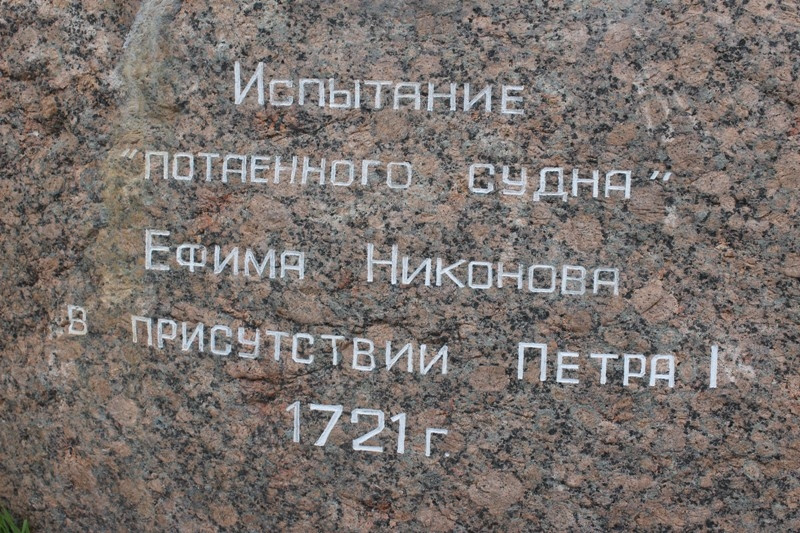 Испытание
"потаенного судна"
Ефима Никонова
в присутствии Петра I
1721 г.